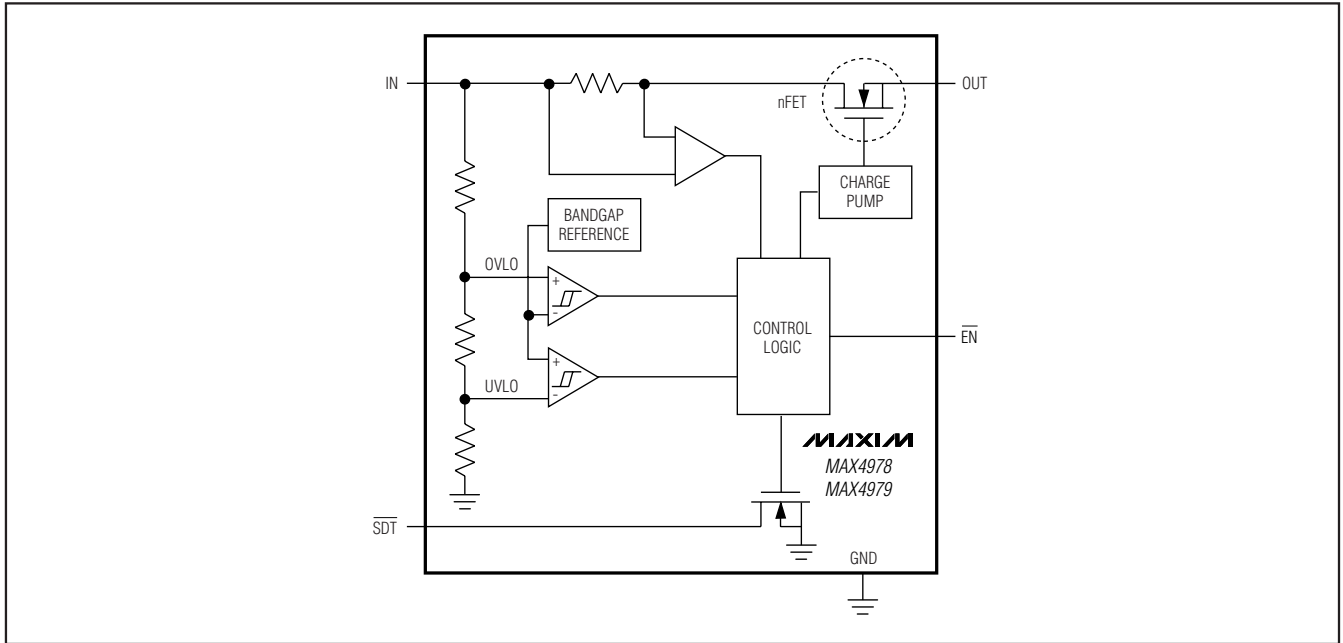 IN
OUT
nFET
CHARGE
PUMP
BANDGAP
REFERENCE
OVLO
+
-
CONTROL
LOGIC
EN
+
UVLO
-
MAXIM
MAX4978
MAX4979
SDT
GND